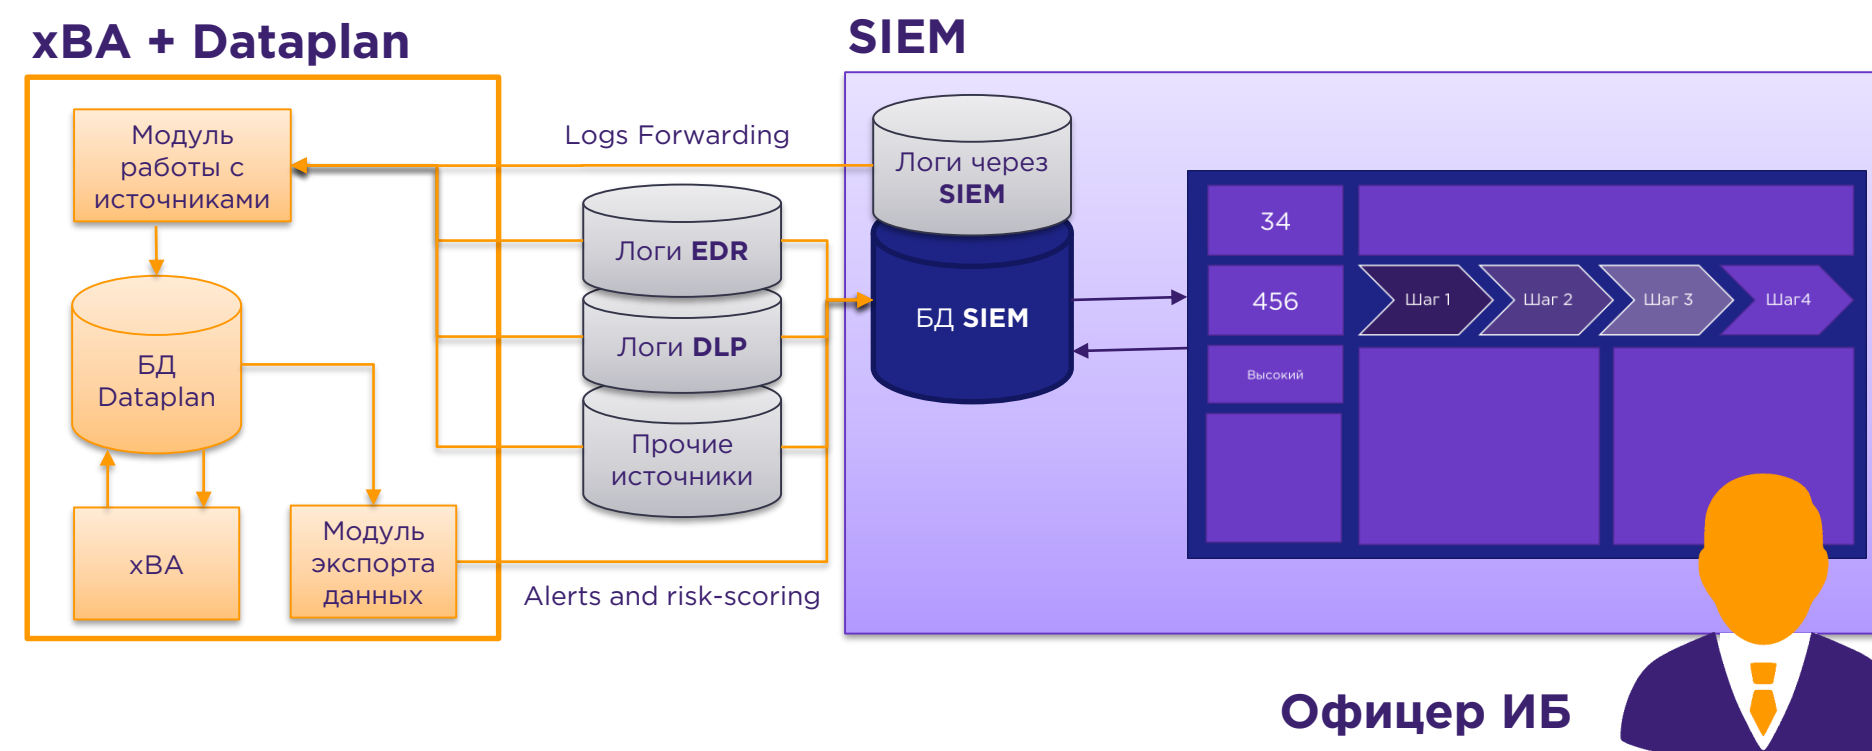 xBA + Dataplan
SIEM
Модуль
работы с
источниками
БД
Dataplan
xBA
Модуль
экспорта
данных
Logs Forwarding
Логи EDR
Логи DLP
Прочие
источники
Alerts and risk-scoring
Логи через
SIEM
БД SIEM
34
456
Высокий
Шаг 1
Шаг 2
Шаг 3
Шаг4
Офицер ИБ